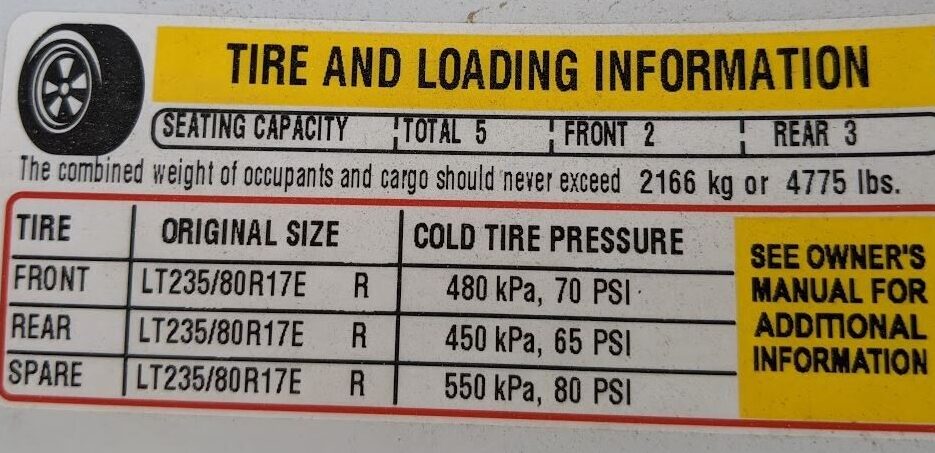 TIRE AND LOADING INFORMATION
SEATING CAPACITY TOTAL 5 FRONT 2 REAR 3
The combined weight of occupants and cargo should never exceed 2166 kg or 4775 lbs.
TIRE ORIGINAL SIZE COLD TIRE PRESSURE
FRONT LT235/80R17E R 480 kPa, 70 PSI
REAR LT235/80R17E R 450 kPa, 65 PSI
SPARE LT235/80R17E R 550 kPa, 80 PSI
SEE OWNER'S
MANUAL FOR
ADDITIONAL
INFORMATION